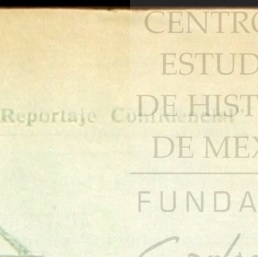 CENTRO
ESTUD
DE HIST
Reportaje Confidencial
DE MEX
FUNDA